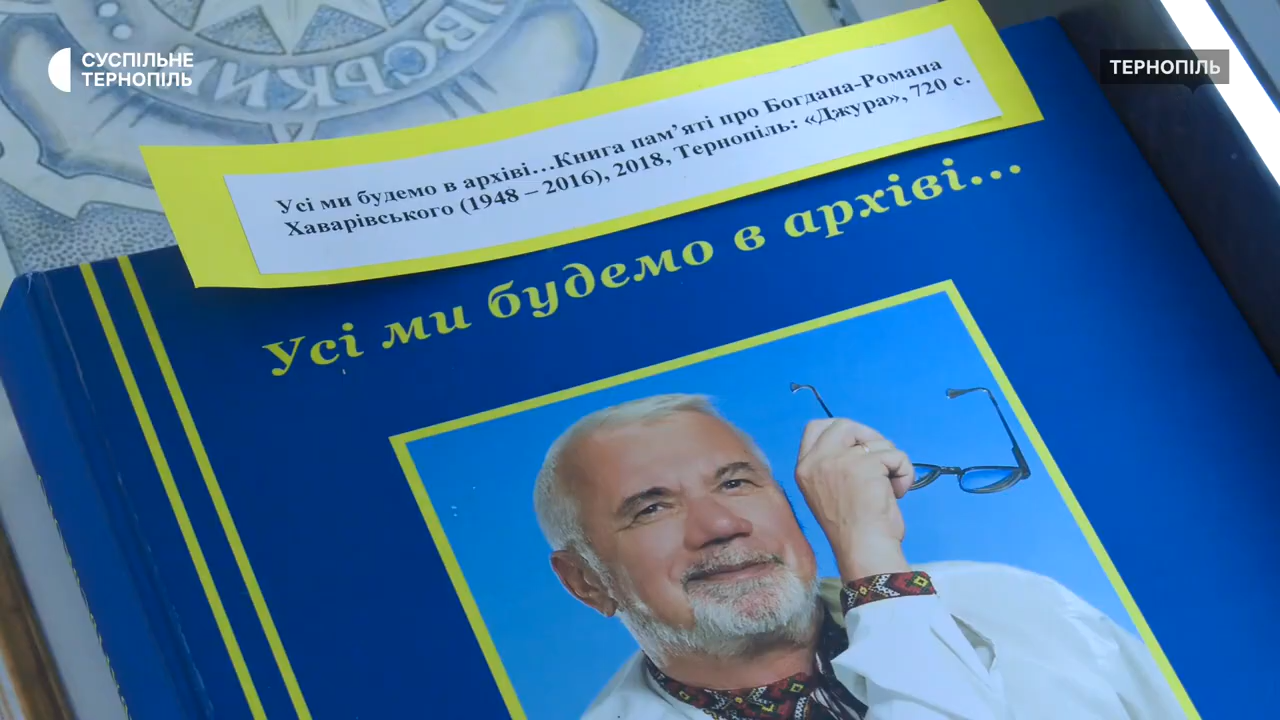 СУСПІЛЬНЕ
ТЕРНОПІЛЬ
ТЕРНОПІЛЬ
Усі ми будемо в архіві…Книга пам’яті про Богдана-Романа
Хаварівського (1948 – 2016), 2018, Тернопіль: «Джура», 720 с.
Усі ми будемо в архіві...